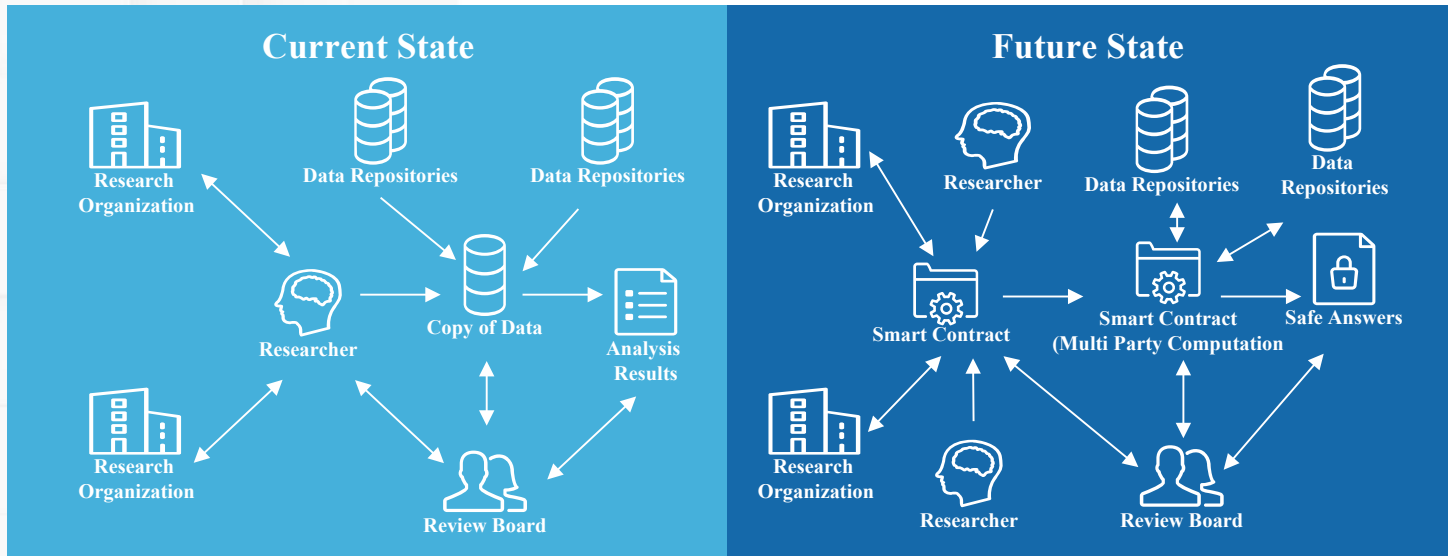 Current State
Research
Organization
Data Repositories
Data Repositories
Researcher
Copy of Data
Analysis
Results
Research
Organization
Review Board
Future State
Research
Organization
Researcher
Data Repositories
Data
Repositories
Smart Contract
Smart Contract
(Multi Party Computation
Safe Answers
Research
Organization
Researcher
Review Board